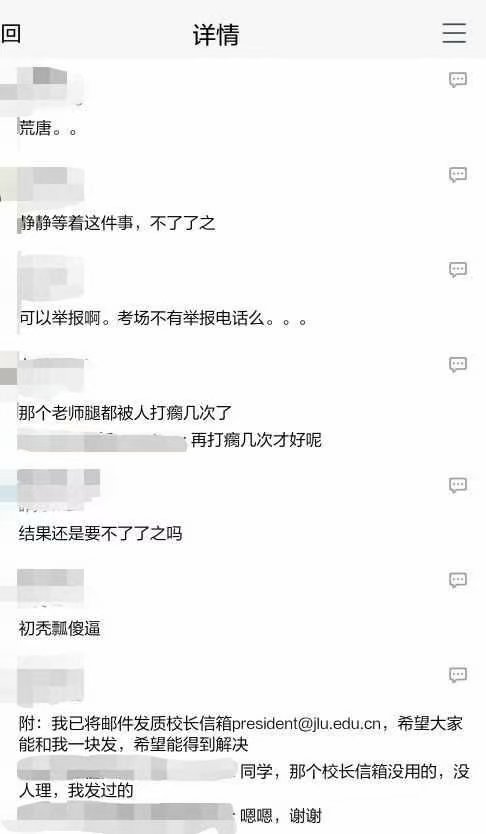 回
详情
荒唐。。
静静等着这件事，不了了之
可以举报啊。考场不有举报电话么。。。
那个老师腿都被人打瘸几次了
再打瘸几次才好呢
结果还是要不了了之吗
初秃瓢傻逼
附：我已将邮件发质校长信箱president@jlu.edu.cn，希望大家
能和我一块发，希望能得到解决
同学，那个校长信箱没用的，没
人理，我发过的
嗯嗯，谢谢